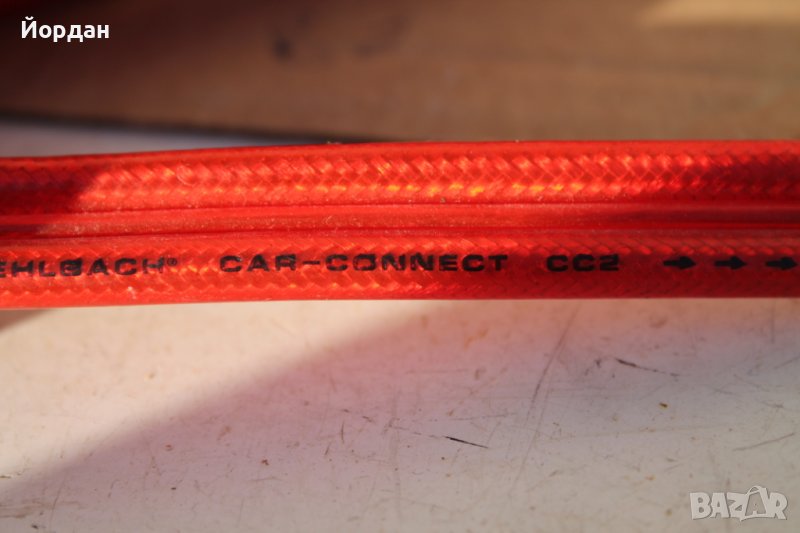 Йордан
EHLBACH® CAR-CONNECT CC2 → → →
BAZAR